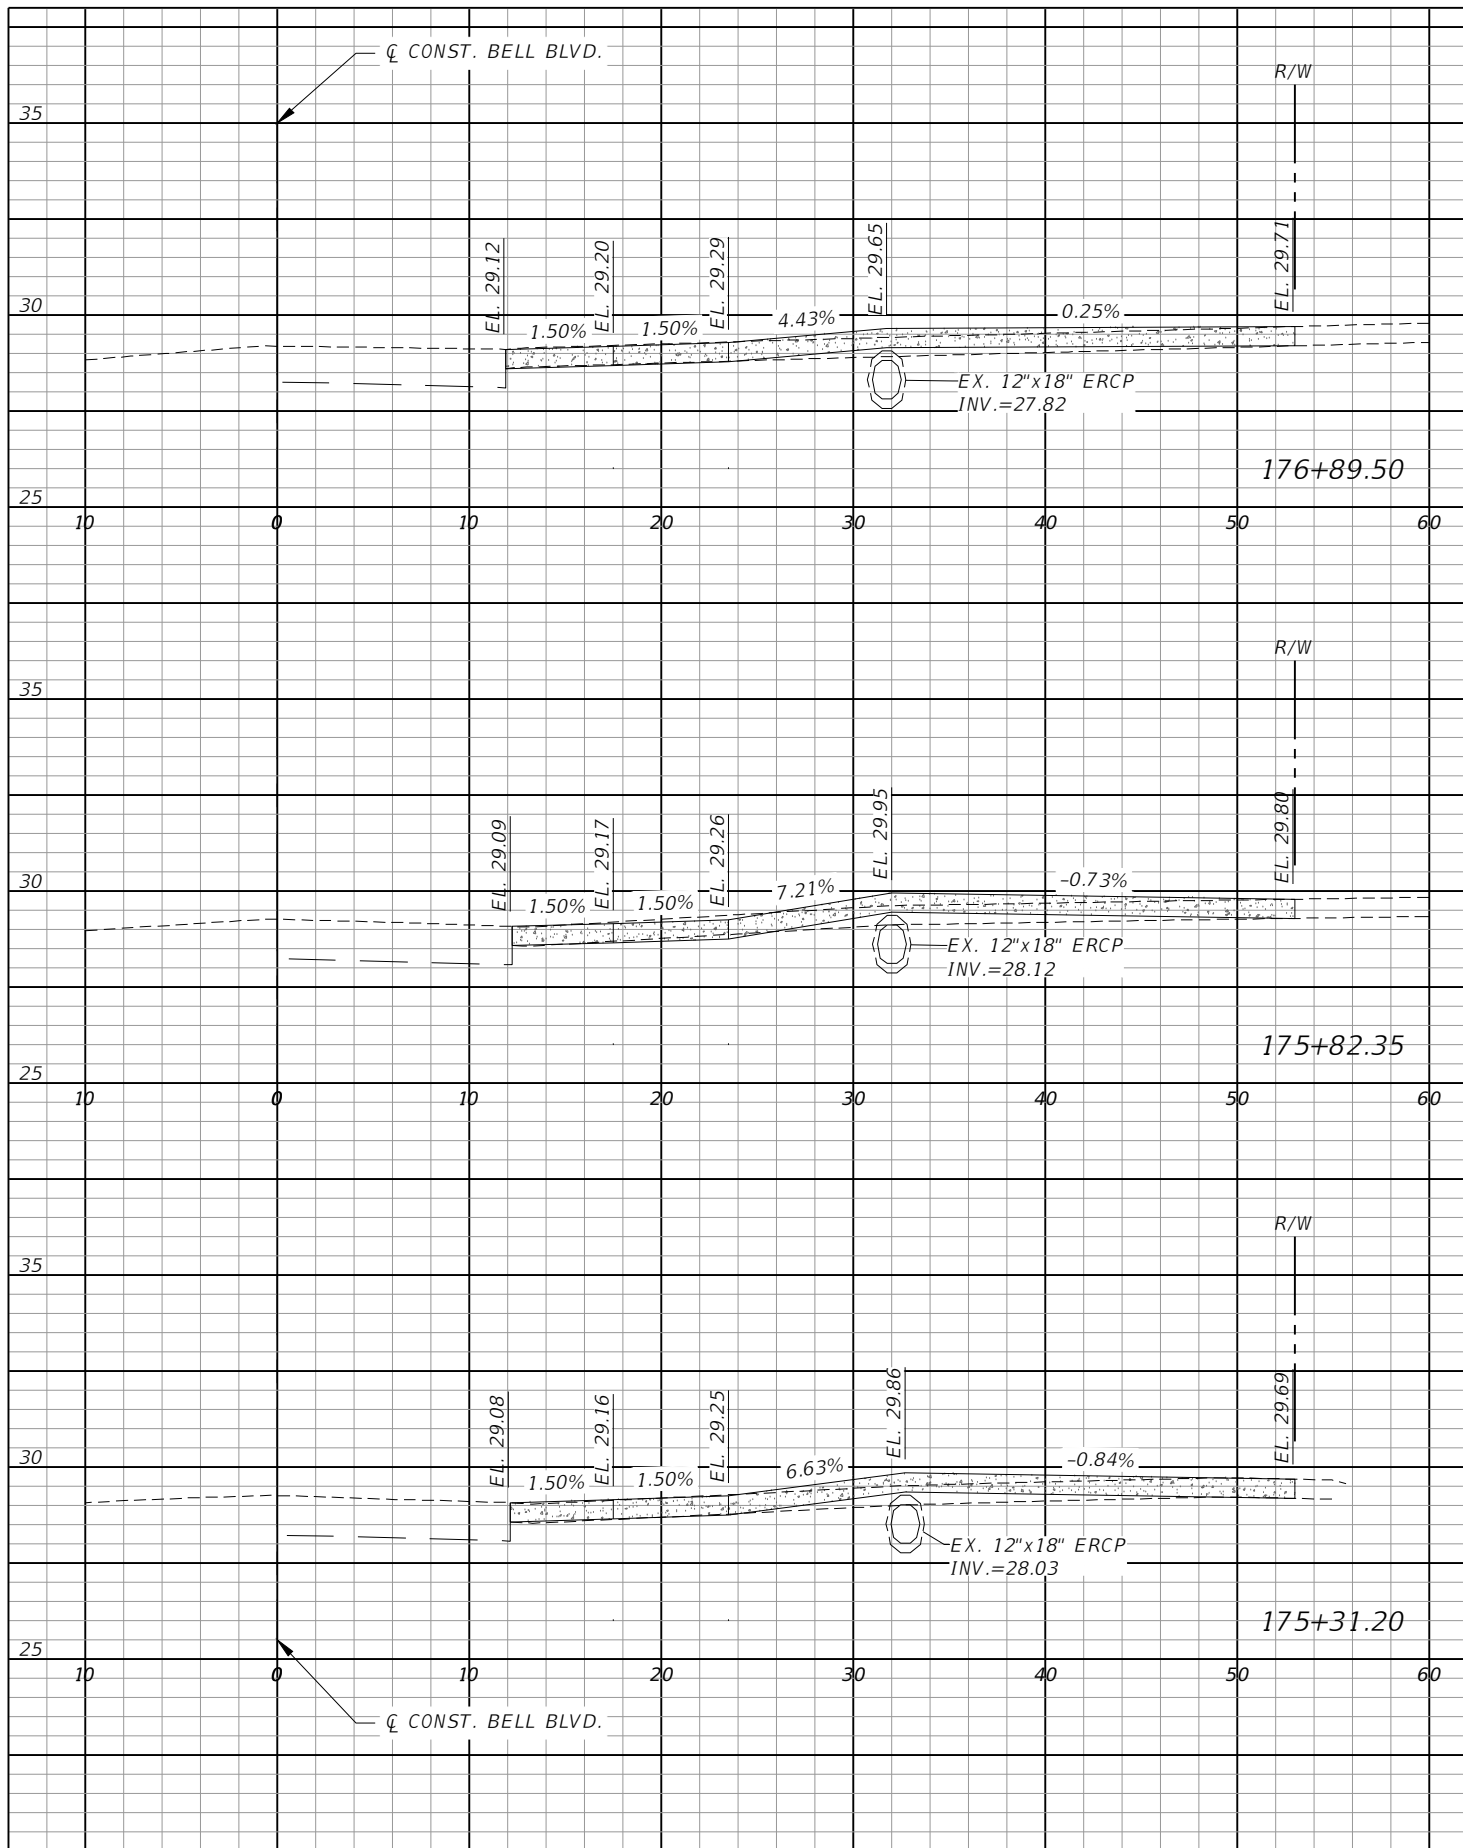 ℄ CONST. BELL BLVD.
R/W
35
EL. 29.12
EL. 29.20
EL. 29.29
EL. 29.65
EL. 29.71
30
1.50%
1.50%
4.43%
0.25%
EX. 12"x18" ERCP
INV.=27.82
176+89.50
25
10 0 10 20 30 40 50 60
R/W
35
EL. 29.09
EL. 29.17
EL. 29.26
EL. 29.95
EL. 29.80
30
1.50%
1.50%
7.21%
-0.73%
EX. 12"x18" ERCP
INV.=28.12
175+82.35
25
10 0 10 20 30 40 50 60
R/W
35
EL. 29.08
EL. 29.16
EL. 29.25
EL. 29.86
EL. 29.69
30
1.50%
1.50%
6.63%
-0.84%
EX. 12"x18" ERCP
INV.=28.03
175+31.20
25
10 0 10 20 30 40 50 60
℄ CONST. BELL BLVD.